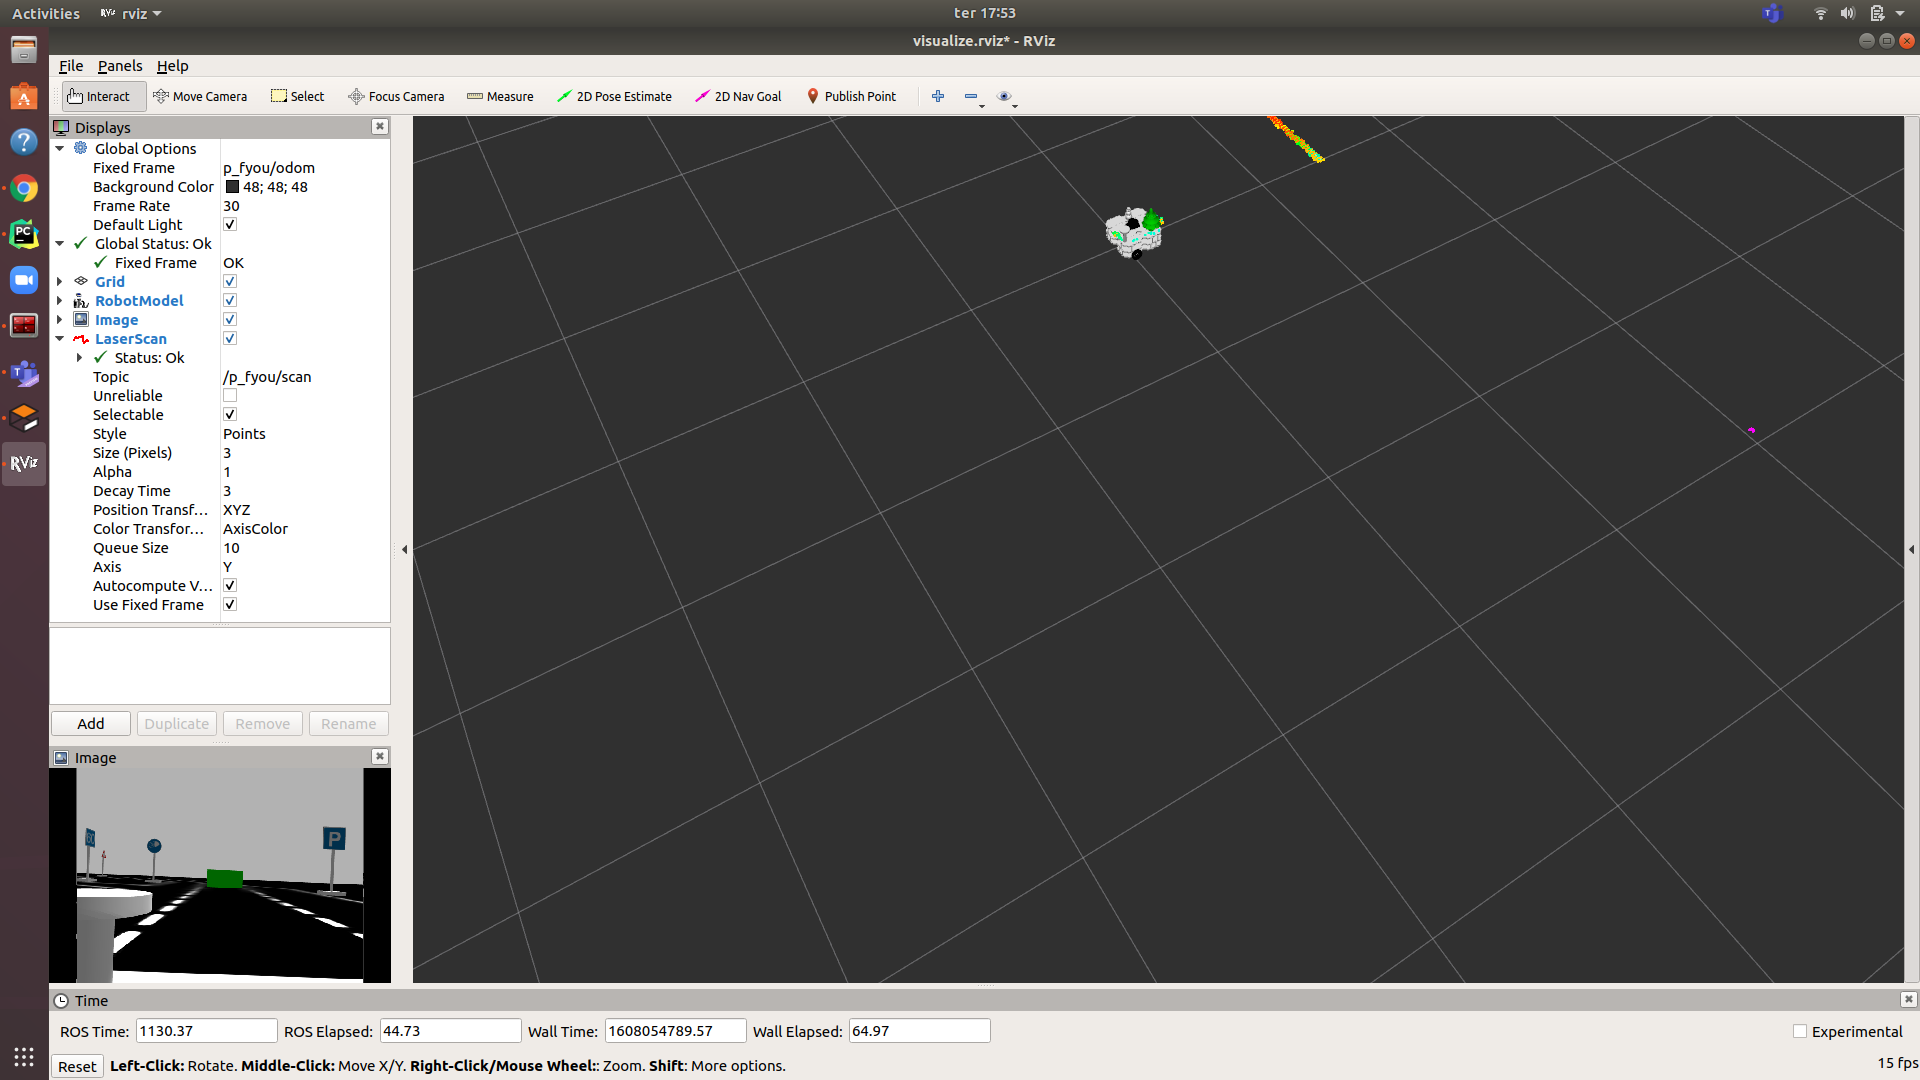 Activities
RViz
rviz
ter 17:53
visualize.rviz* - RViz
File Panels Help
Interact Move Camera Select Focus Camera Measure 2D Pose Estimate 2D Nav Goal Publish Point
Displays
Global Options
Fixed Frame p_fyou/odom
Background Color 48; 48; 48
Frame Rate 30
Default Light
Global Status: Ok
Fixed Frame OK
Grid
RobotModel
Image
LaserScan
Status: Ok
Topic /p_fyou/scan
Unreliable
Selectable
Style Points
Size (Pixels) 3
Alpha 1
Decay Time 3
Position Transf… XYZ
Color Transfor… AxisColor
Queue Size 10
Axis Y
Autocompute V…
Use Fixed Frame
Add Duplicate Remove Rename
Image
P
Time
ROS Time: 1130.37 ROS Elapsed: 44.73 Wall Time: 1608054789.57 Wall Elapsed: 64.97 Experimental
Reset Left-Click: Rotate. Middle-Click: Move X/Y. Right-Click/Mouse Wheel:: Zoom. Shift: More options. 15 fps
PC
RViz